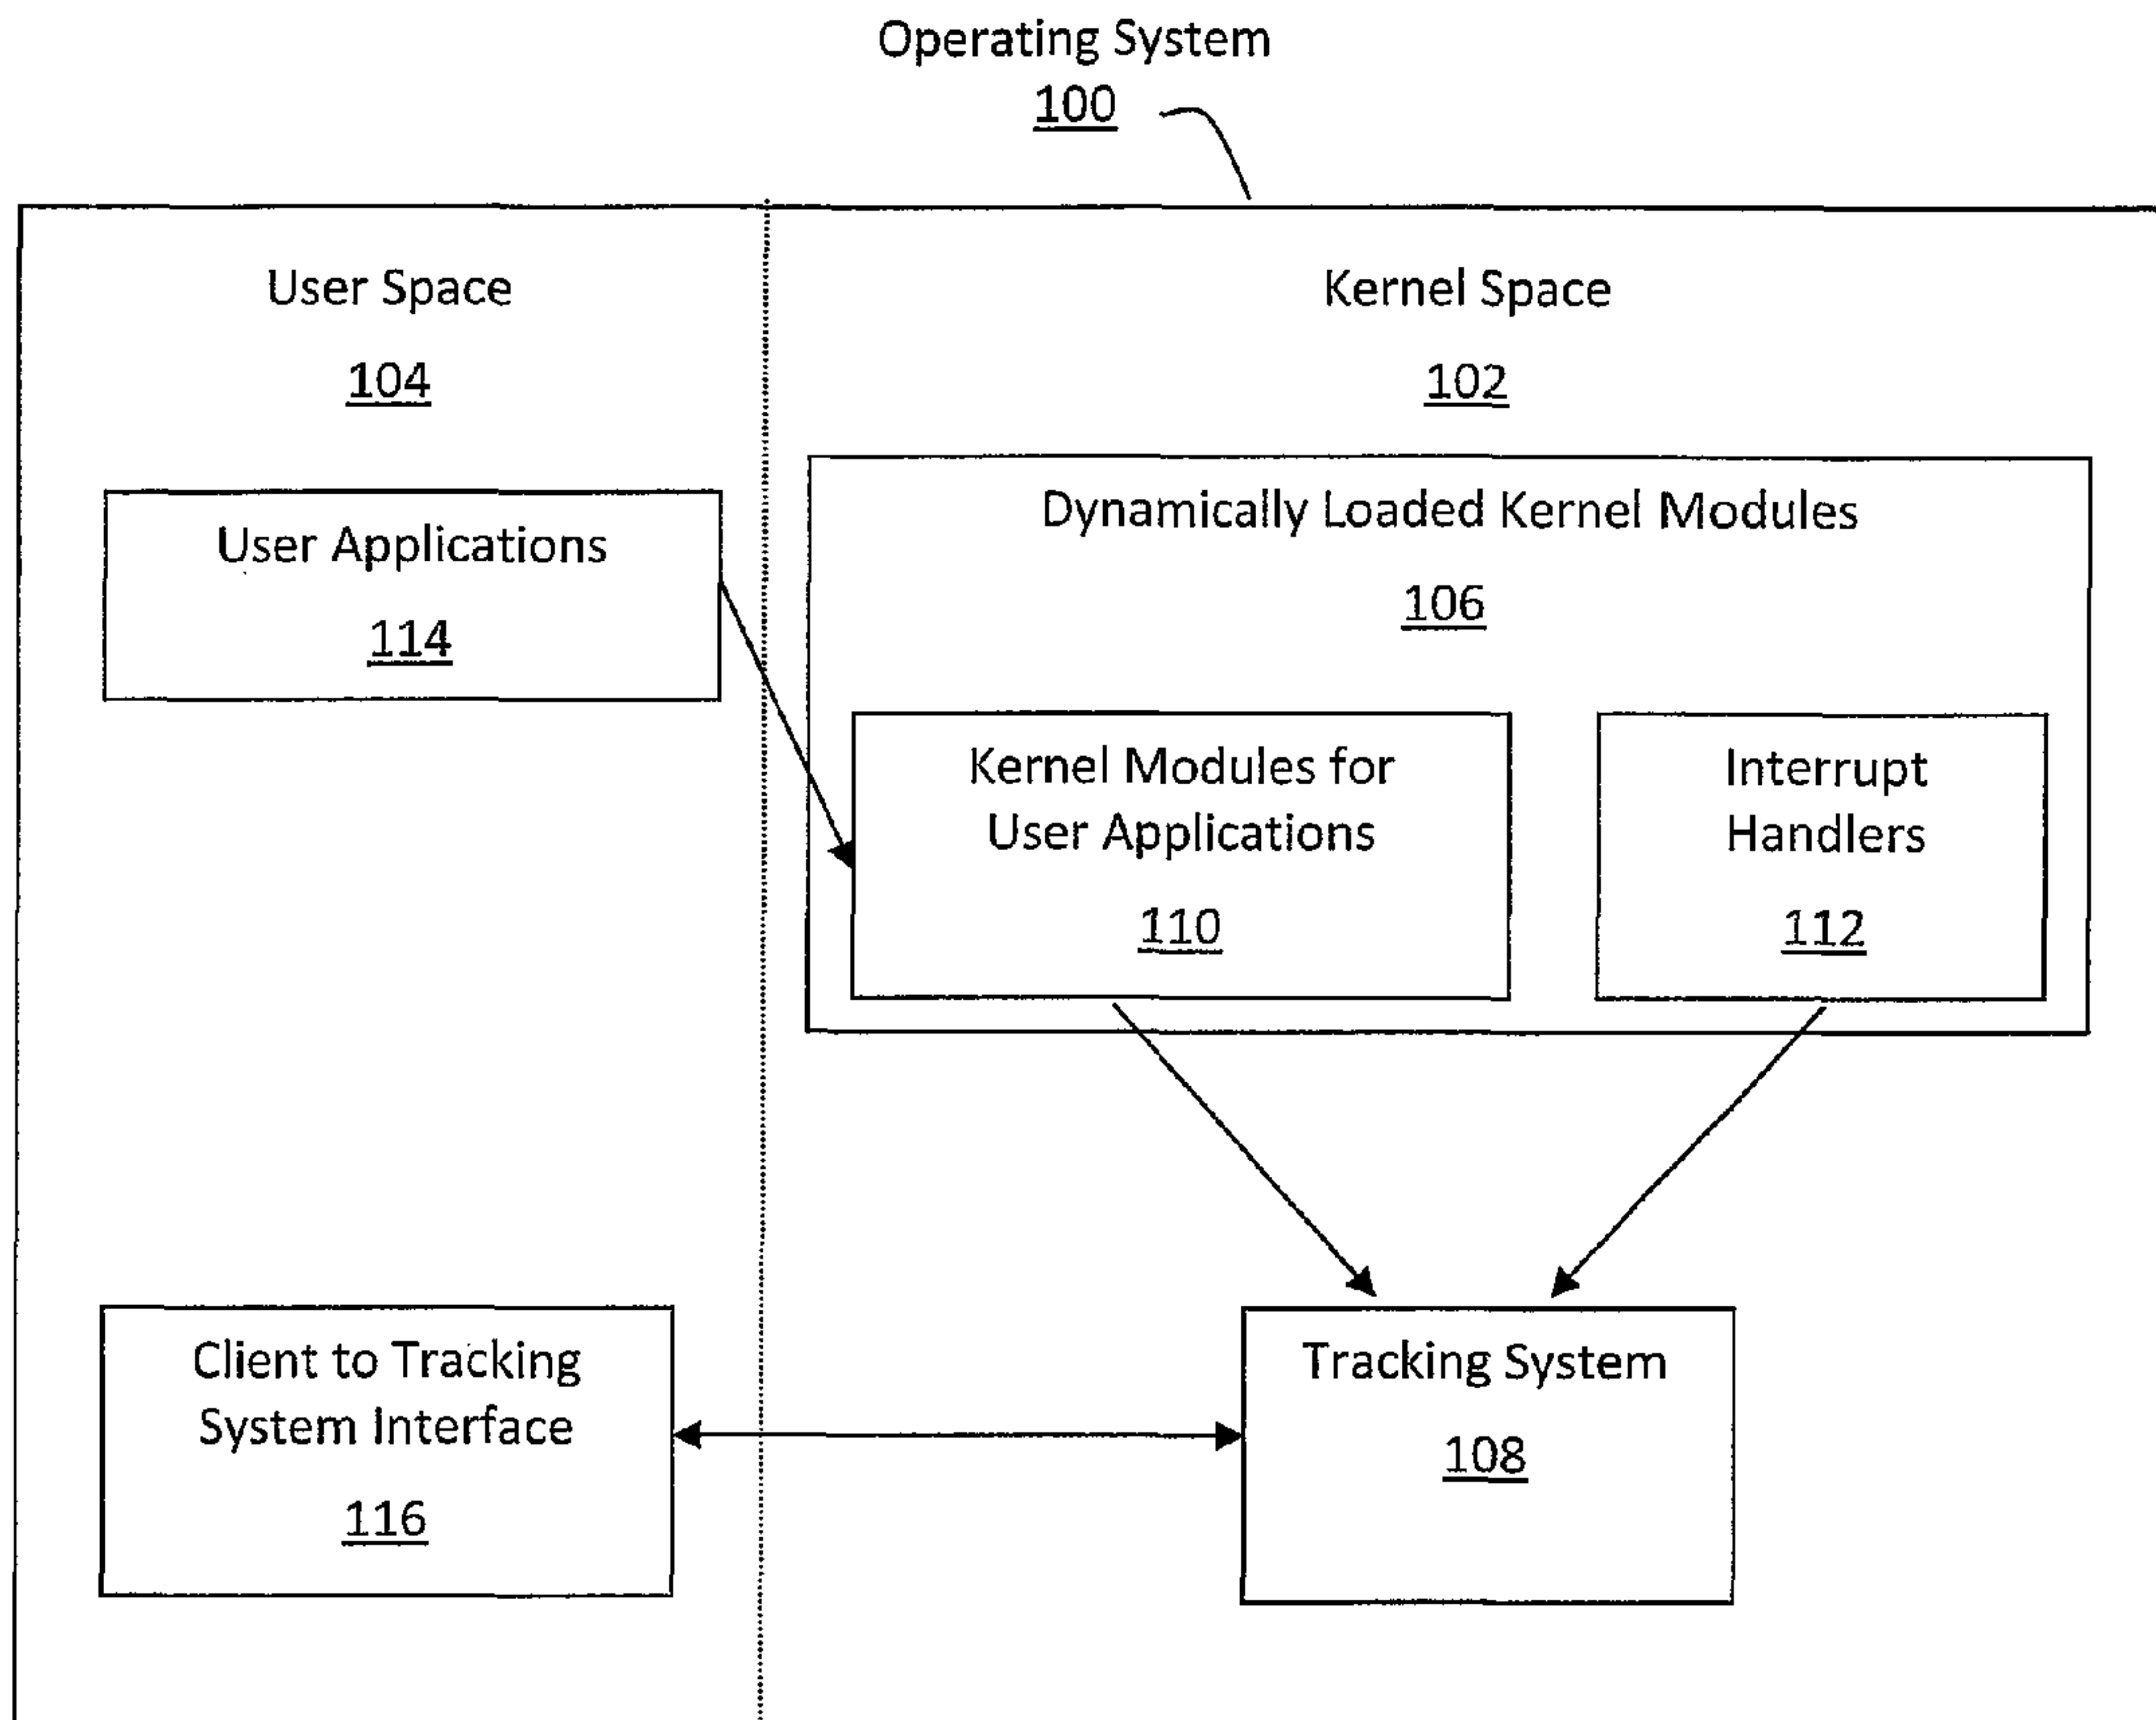 Operating System
100
User Space
104
Kernel Space
102
User Applications
114
Dynamically Loaded Kernel Modules
106
Kernel Modules for
User Applications
110
Interrupt
Handlers
112
Client to Tracking
System Interface
116
Tracking System
108